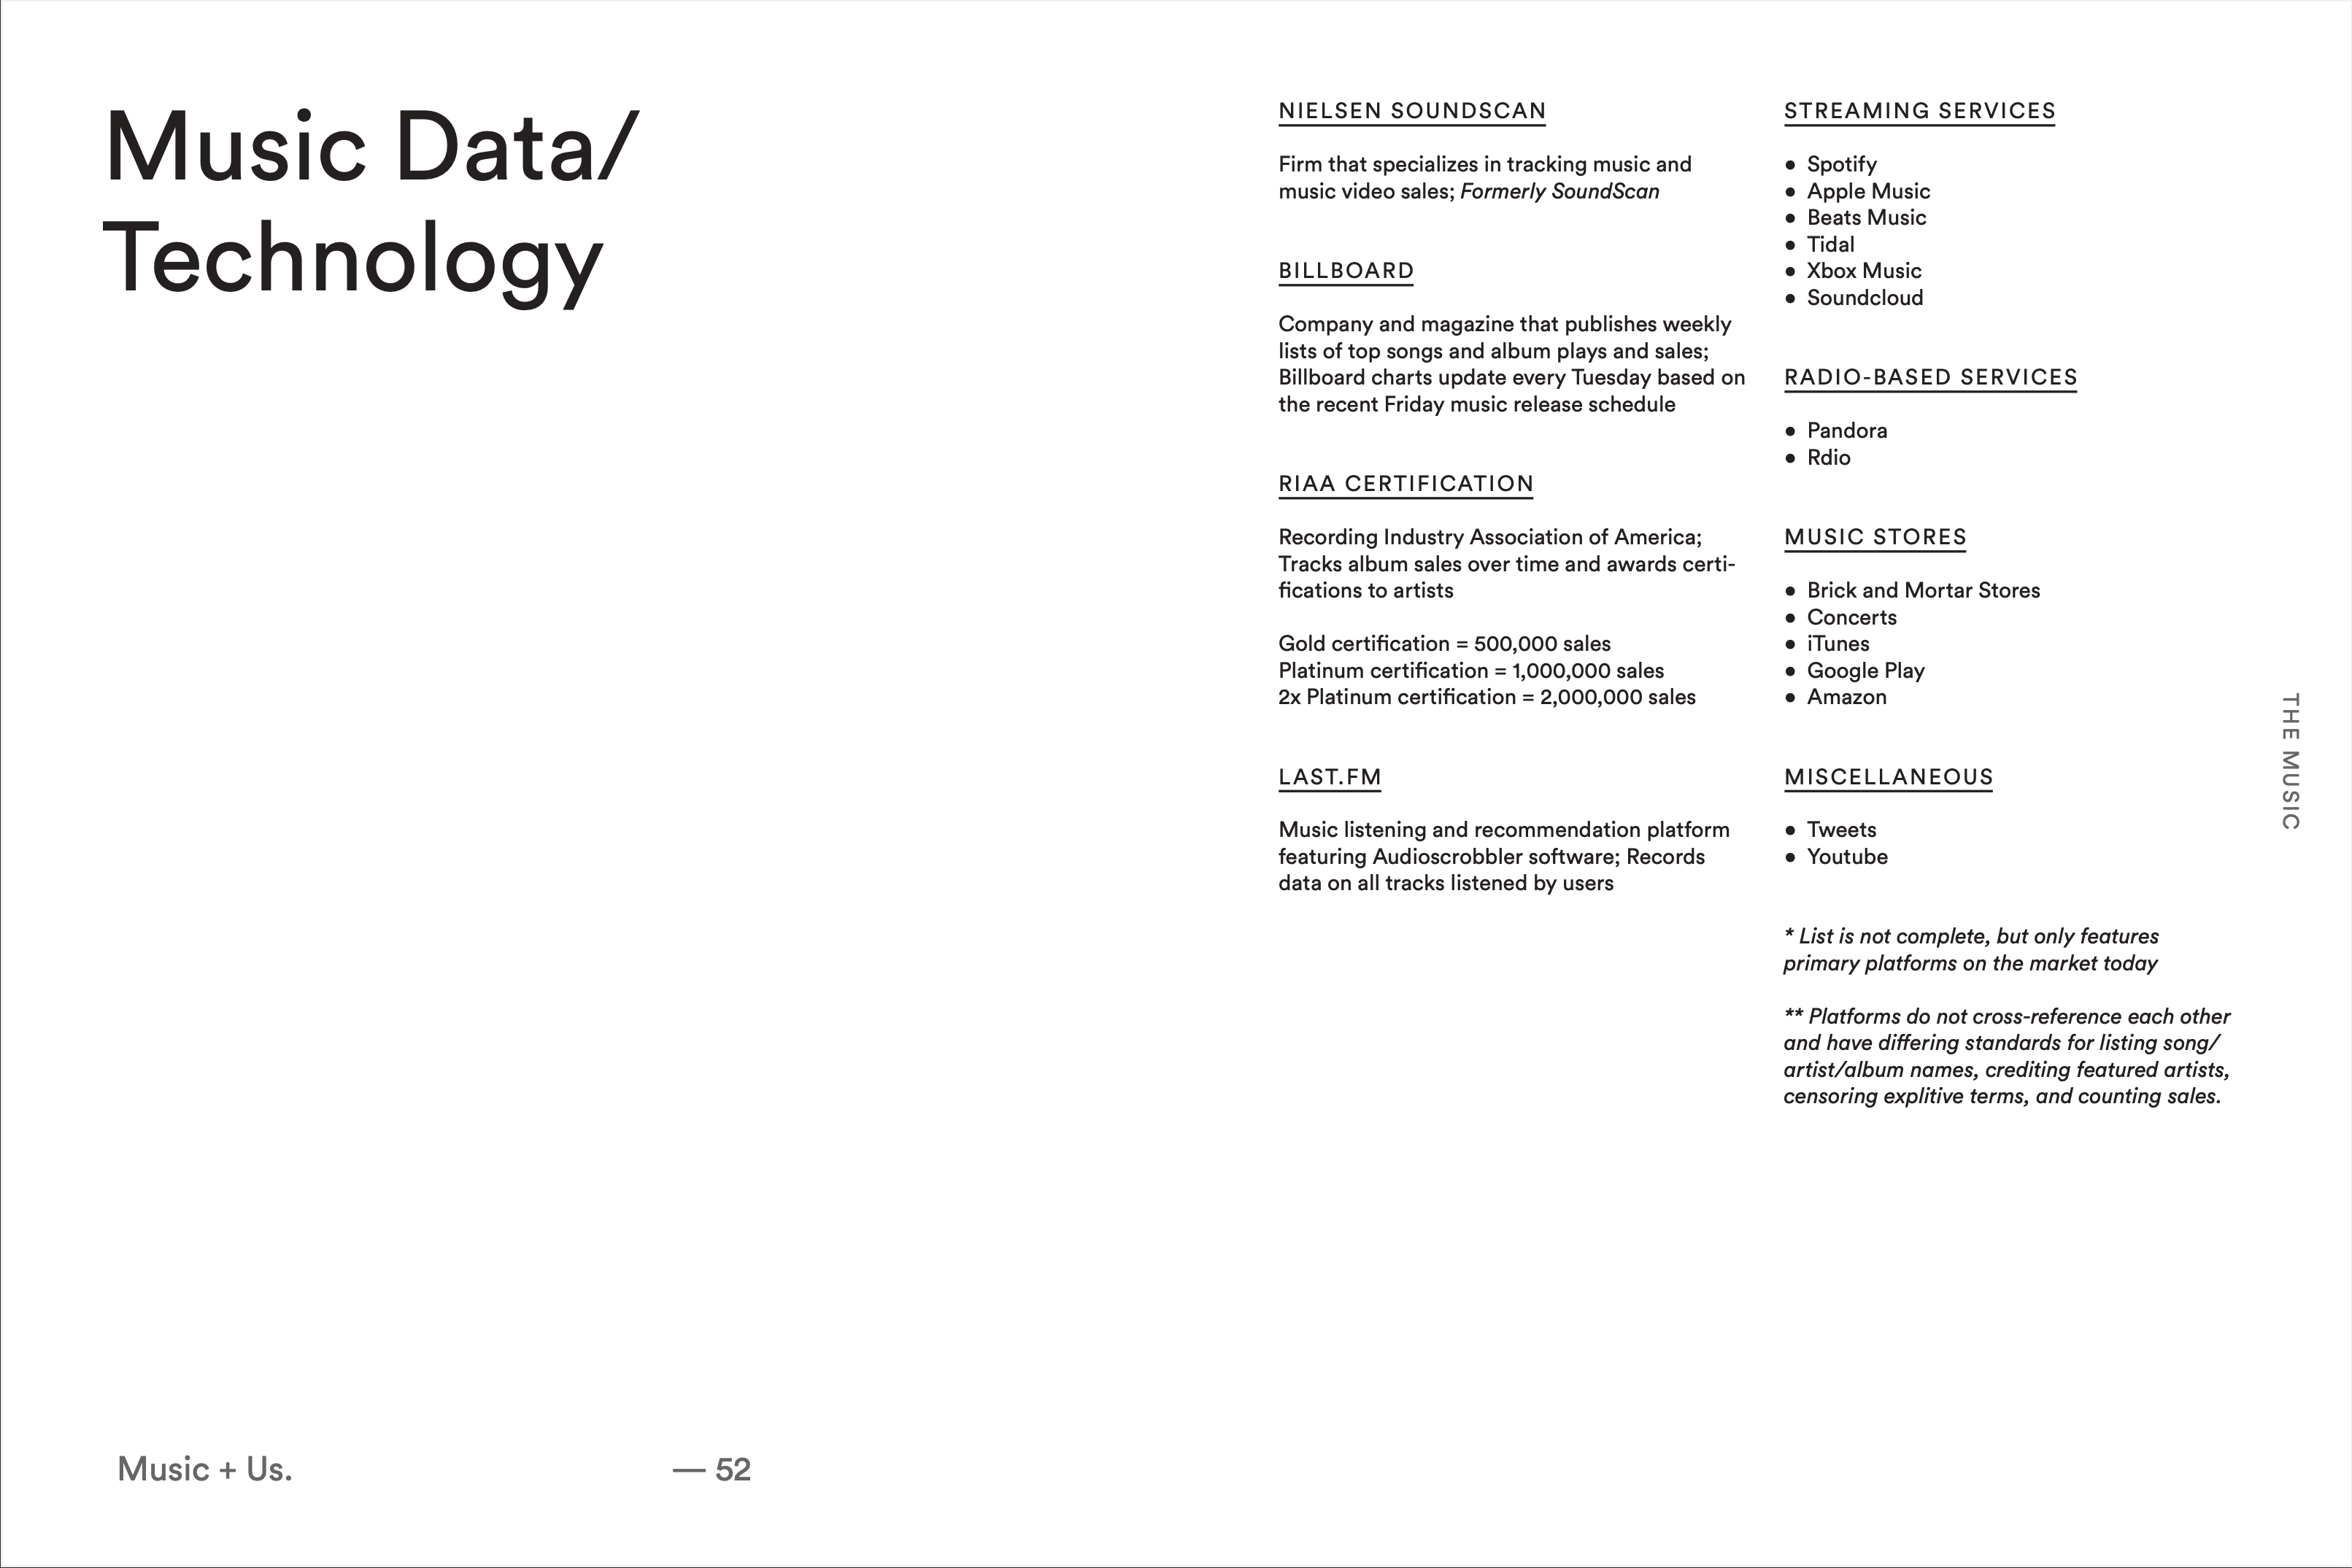 Music Data/
Technology
NIELSEN SOUNDSCAN
Firm that specializes in tracking music and
music video sales; Formerly SoundScan
BILLBOARD
Company and magazine that publishes weekly
lists of top songs and album plays and sales;
Billboard charts update every Tuesday based on
the recent Friday music release schedule
RIAA CERTIFICATION
Recording Industry Association of America;
Tracks album sales over time and awards certi-
fications to artists
Gold certification = 500,000 sales
Platinum certification = 1,000,000 sales
2x Platinum certification = 2,000,000 sales
LAST.FM
Music listening and recommendation platform
featuring Audioscrobbler software; Records
data on all tracks listened by users
STREAMING SERVICES
• Spotify
• Apple Music
• Beats Music
• Tidal
• Xbox Music
• Soundcloud
RADIO-BASED SERVICES
• Pandora
• Rdio
MUSIC STORES
• Brick and Mortar Stores
• Concerts
• iTunes
• Google Play
• Amazon
MISCELLANEOUS
• Tweets
• Youtube
* List is not complete, but only features
primary platforms on the market today
** Platforms do not cross-reference each other
and have differing standards for listing song/
artist/album names, crediting featured artists,
censoring explitive terms, and counting sales.
THE MUSIC
Music + Us.
— 52